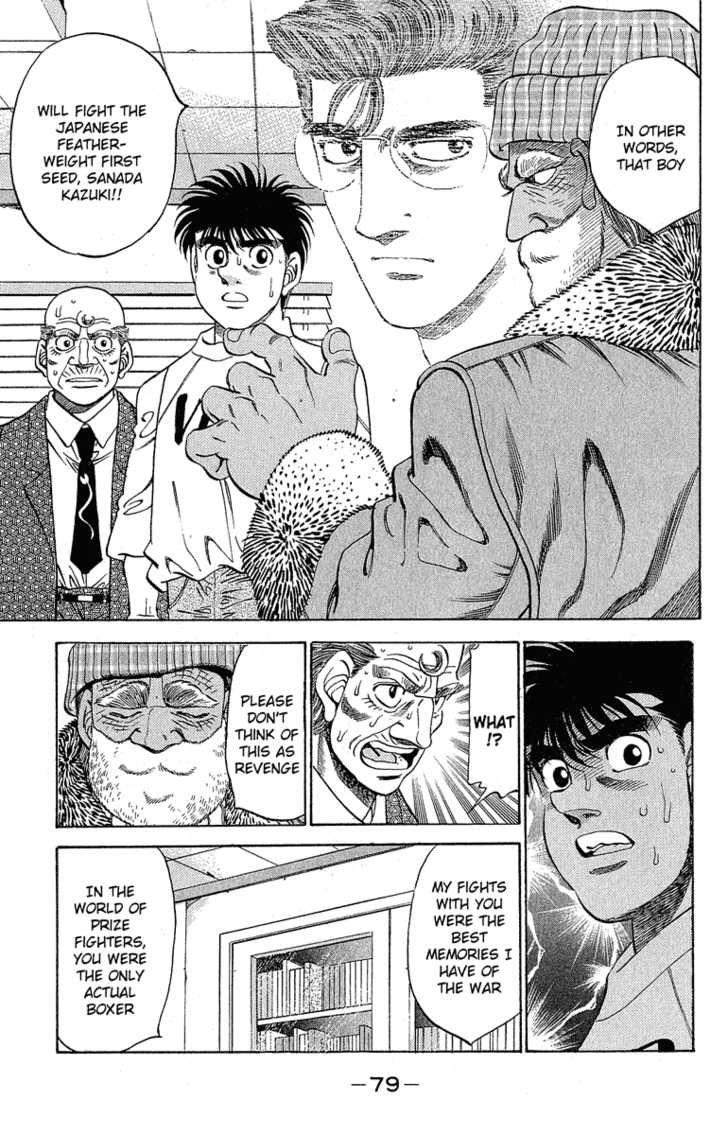 IN OTHER
WORDS,
THAT BOY
WILL FIGHT THE
JAPANESE
FEATHER-
WEIGHT FIRST
SEED, SANADA
KAZUKI!!
WHAT
!?
PLEASE
DON'T
THINK OF
THIS AS
REVENGE
MY FIGHTS
WITH YOU
WERE THE
BEST
MEMORIES I
HAVE OF
THE WAR
IN THE
WORLD OF
PRIZE
FIGHTERS,
YOU WERE
THE ONLY
ACTUAL
BOXER
-79-